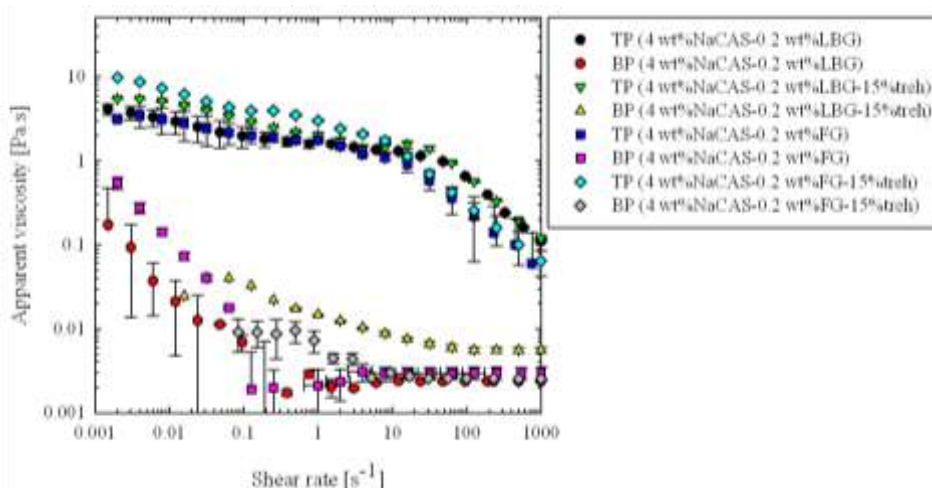 TP (4 wt%NaCAS-0.2 wt%LBG)
BP (4 wt%NaCAS-0.2 wt%LBG)
TP (4 wt%NaCAS-0.2 wt%LBG-15%treh)
BP (4 wt%NaCAS-0.2 wt%LBG-15%treh)
TP (4 wt%NaCAS-0.2 wt%FG)
BP (4 wt%NaCAS-0.2 wt%FG)
TP (4 wt%NaCAS-0.2 wt%FG-15%treh)
BP (4 wt%NaCAS-0.2 wt%FG-15%treh)
Apparent viscosity [Pa.s]
10
1
0.1
0.01
0.001
0.001 0.01 0.1 1 10 100 1000
Shear rate [s⁻¹]